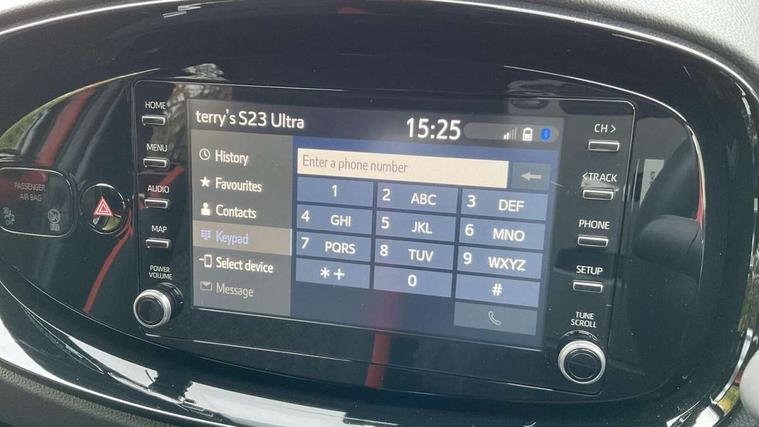 HOME
MENU
AUDIO
MAP
POWER
VOLUME
PASSENGER
AIR BAG
terry's S23 Ultra
15:25
History
Favourites
Contacts
Keypad
Select device
Message
Enter a phone number
1
2 ABC
3 DEF
4 GHI
5 JKL
6 MNO
7 PQRS
8 TUV
9 WXYZ
*+
0
#
CH >
<TRACK
PHONE
SETUP
TUNE
SCROLL